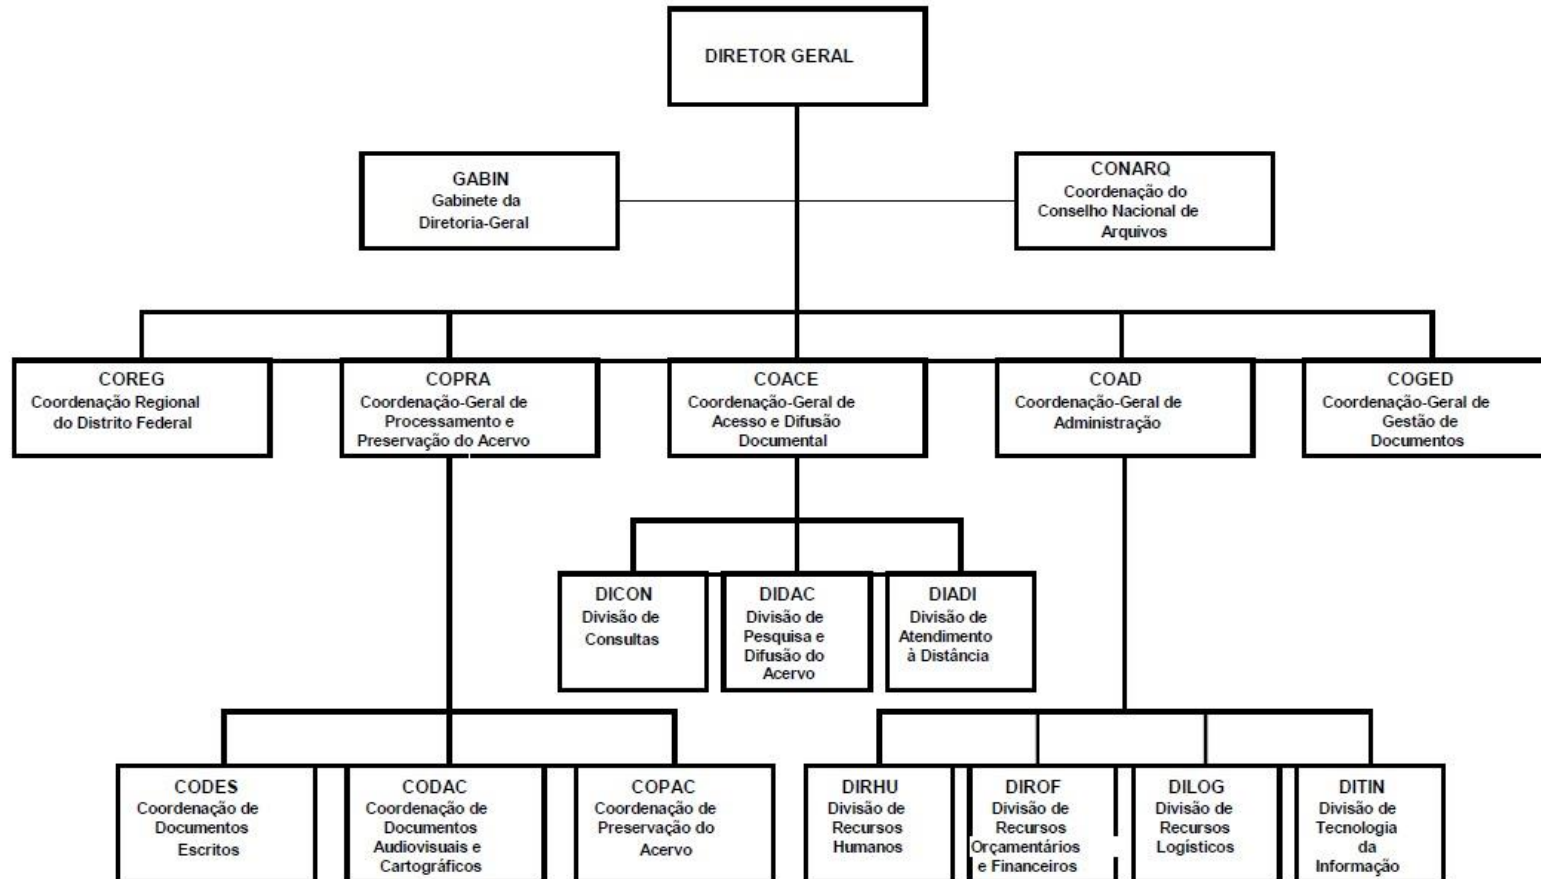 DIRETOR GERAL
GABIN
Gabinete da
Diretoria-Geral
CONARQ
Coordenação do
Conselho Nacional de
Arquivos
COREG
Coordenação Regional
do Distrito Federal
COPRA
Coordenação-Geral de
Processamento e
Preservação do Acervo
COACE
Coordenação-Geral de
Acesso e Difusão
Documental
COAD
Coordenação-Geral de
Administração
COGED
Coordenação-Geral de
Gestão de
Documentos
DICON
Divisão de
Consultas
DIDAC
Divisão de
Pesquisa e
Difusão do
Acervo
DIADI
Divisão de
Atendimento
à Distância
CODES
Coordenação de
Documentos
Escritos
CODAC
Coordenação de
Documentos
Audiovisuais e
Cartográficos
COPAC
Coordenação de
Preservação do
Acervo
DIRHU
Divisão de
Recursos
Humanos
DIROF
Divisão de
Recursos
Orçamentários
e Financeiros
DILOG
Divisão de
Recursos
Logísticos
DITIN
Divisão de
Tecnologia
da
Informação